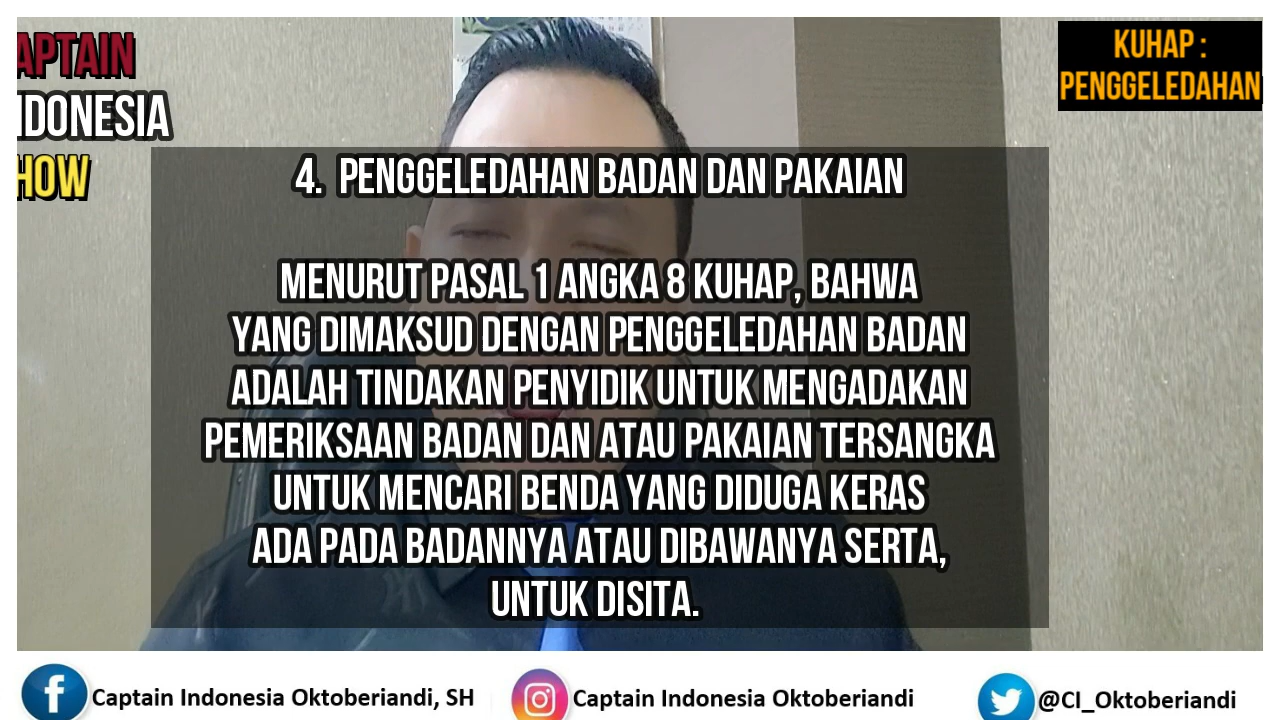 APTAIN
NDONESIA
HOW
KUHAP :
PENGGELEDAHAN
4. PENGGELEDAHAN BADAN DAN PAKAIAN
MENURUT PASAL 1 ANGKA 8 KUHAP, BAHWA
YANG DIMAKSUD DENGAN PENGGELEDAHAN BADAN
ADALAH TINDAKAN PENYIDIK UNTUK MENGADAKAN
PEMERIKSAAN BADAN DAN ATAU PAKAIAN TERSANGKA
UNTUK MENCARI BENDA YANG DIDUGA KERAS
ADA PADA BADANNYA ATAU DIBAWANYA SERTA,
UNTUK DISITA.
Captain Indonesia Oktoberiandi, SH
Captain Indonesia Oktoberiandi
@CI_Oktoberiandi